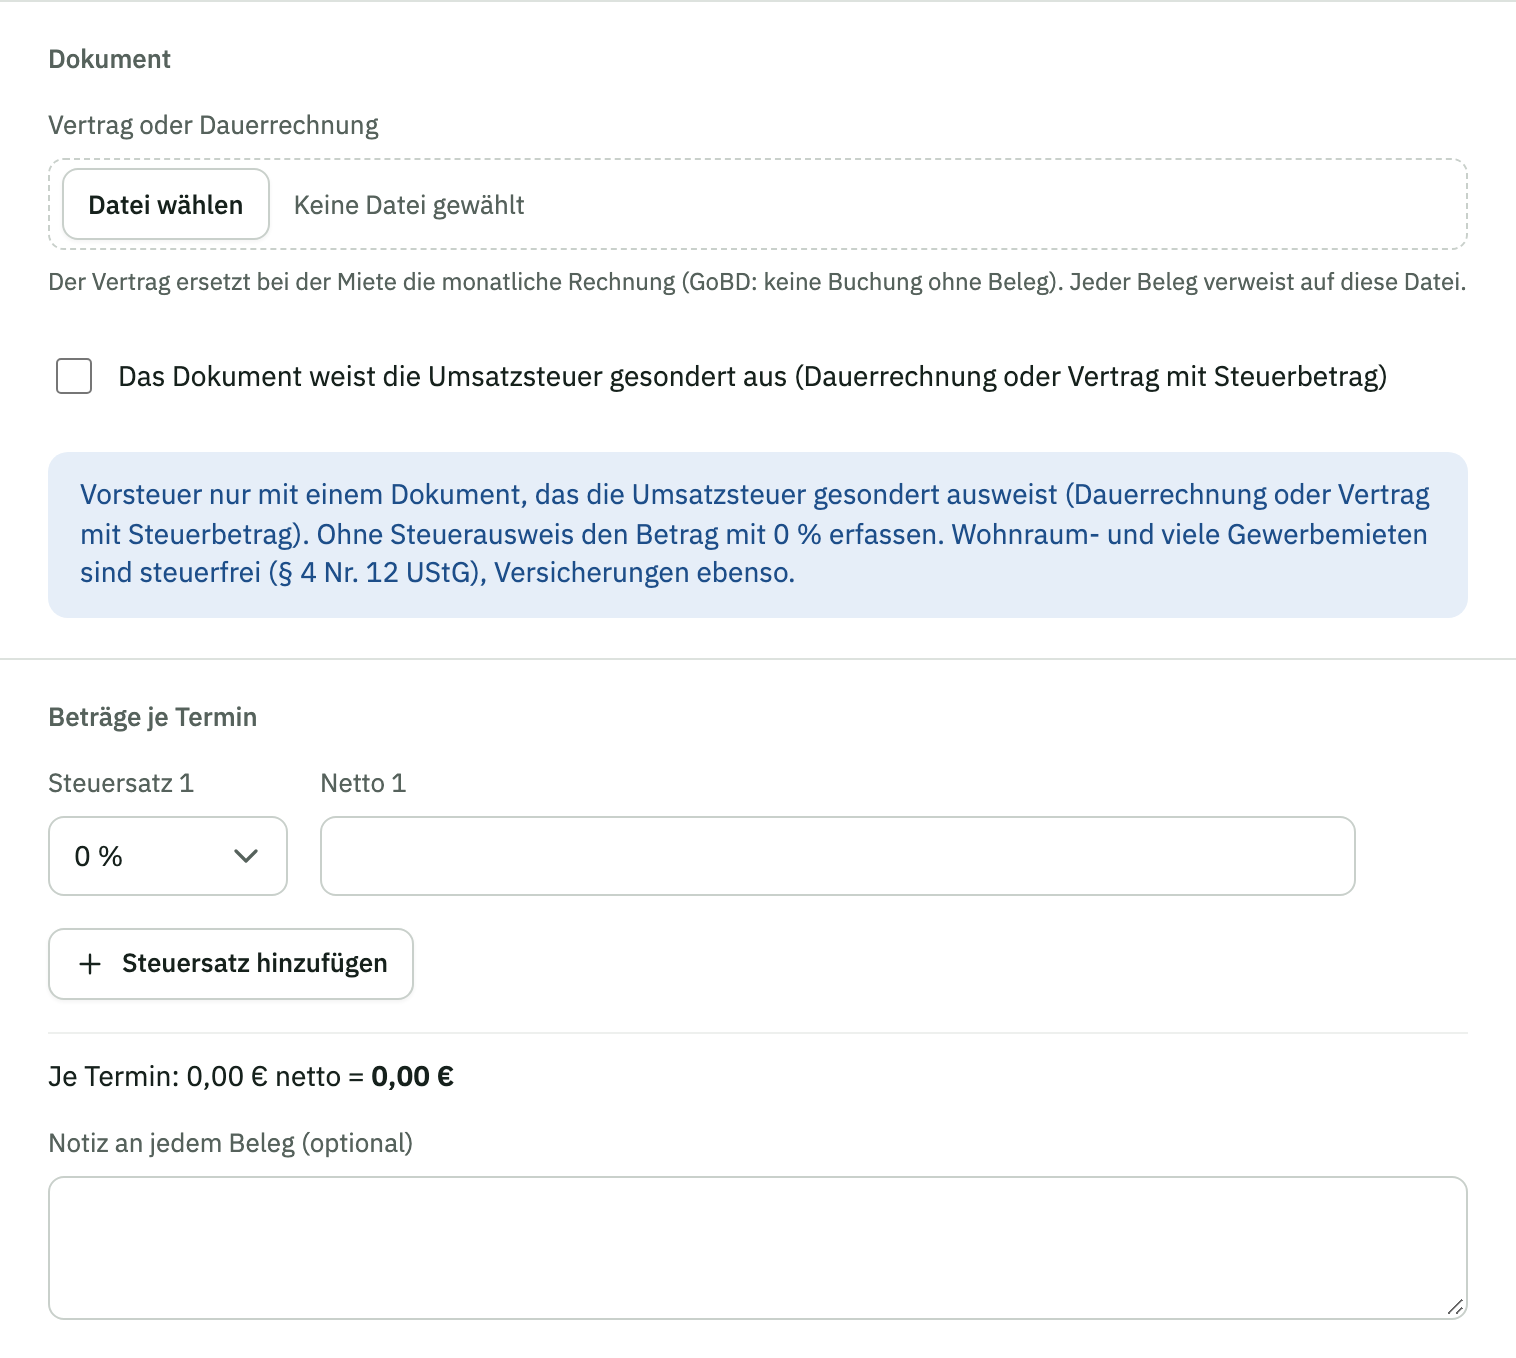 Dokument
Vertrag oder Dauerrechnung
Datei wählen Keine Datei gewählt
Der Vertrag ersetzt bei der Miete die monatliche Rechnung (GoBD: keine Buchung ohne Beleg). Jeder Beleg verweist auf diese Datei.
Das Dokument weist die Umsatzsteuer gesondert aus (Dauerrechnung oder Vertrag mit Steuerbetrag)
Vorsteuer nur mit einem Dokument, das die Umsatzsteuer gesondert ausweist (Dauerrechnung oder Vertrag
mit Steuerbetrag). Ohne Steuerausweis den Betrag mit 0 % erfassen. Wohnraum- und viele Gewerbemieten
sind steuerfrei (§ 4 Nr. 12 UStG), Versicherungen ebenso.
Beträge je Termin
Steuersatz 1 Netto 1
0 %
+ Steuersatz hinzufügen
Je Termin: 0,00 € netto = 0,00 €
Notiz an jedem Beleg (optional)